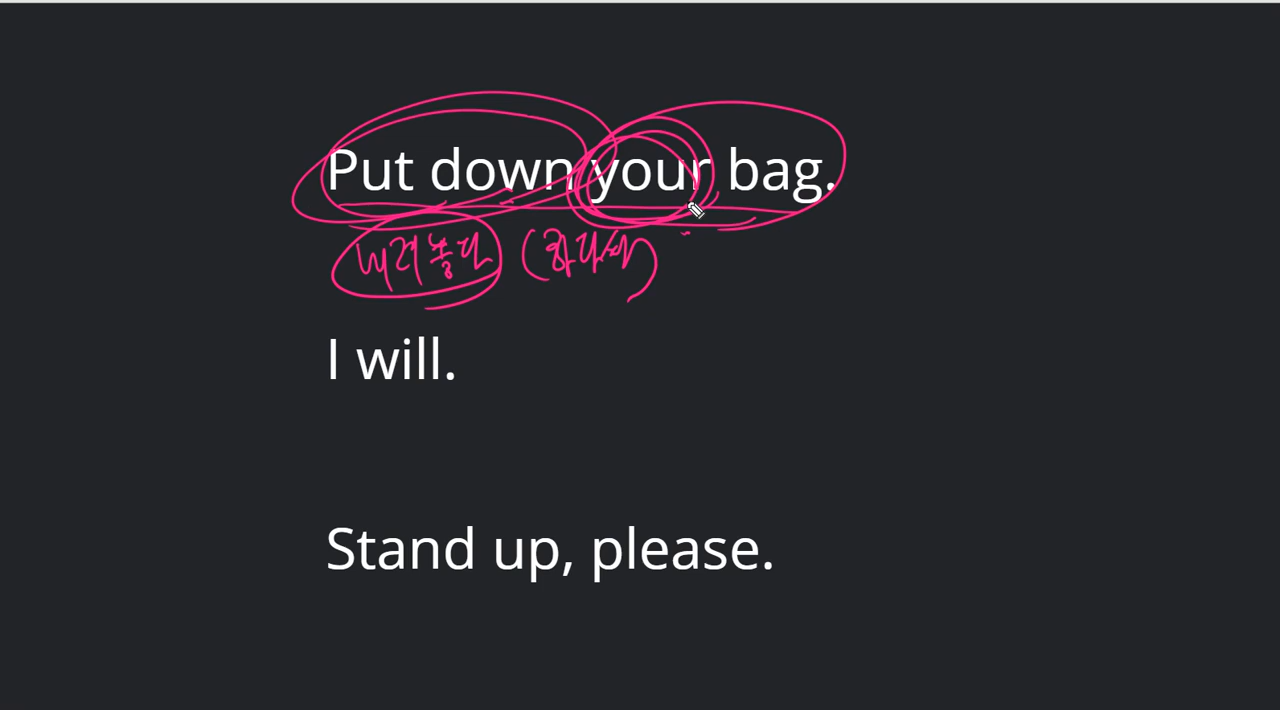 Put down your bag.
내려놓다
I will.
Stand up, please.